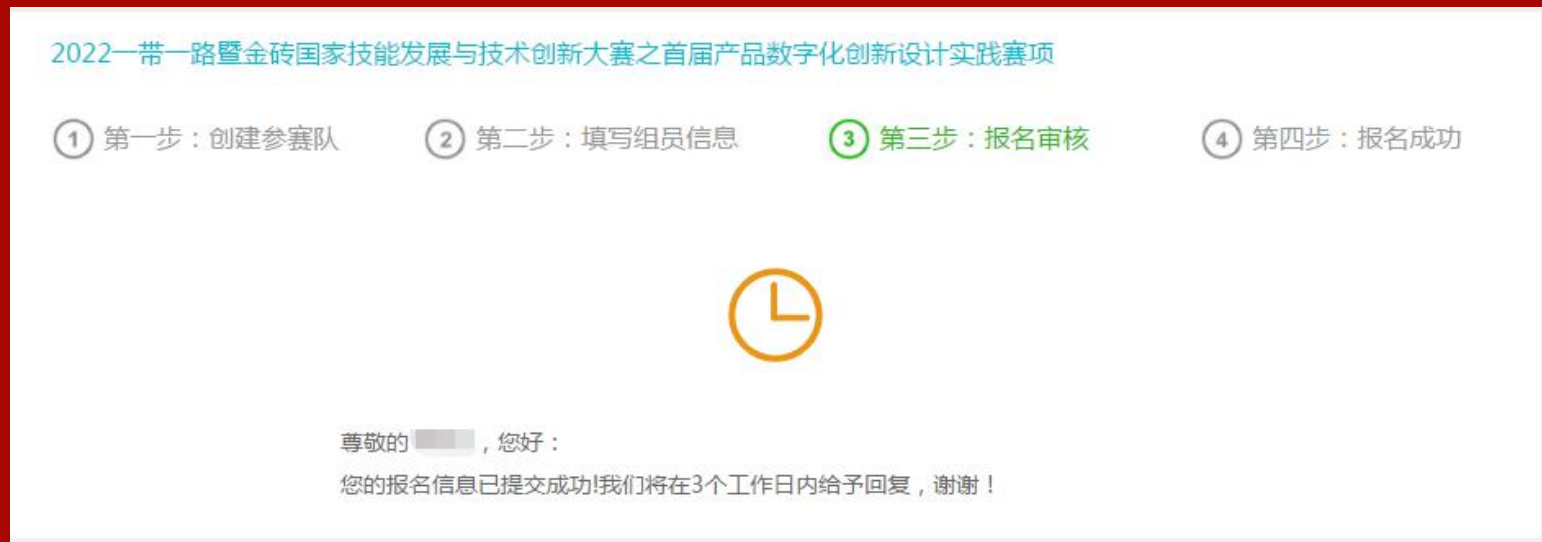 2022一带一路暨金砖国家技能发展与技术创新大赛之首届产品数字化创新设计实践赛项
1 第一步：创建参赛队 2 第二步：填写组员信息 3 第三步：报名审核 4 第四步：报名成功
尊敬的 ，您好：
您的报名信息已提交成功!我们将在3个工作日内给予回复，谢谢！